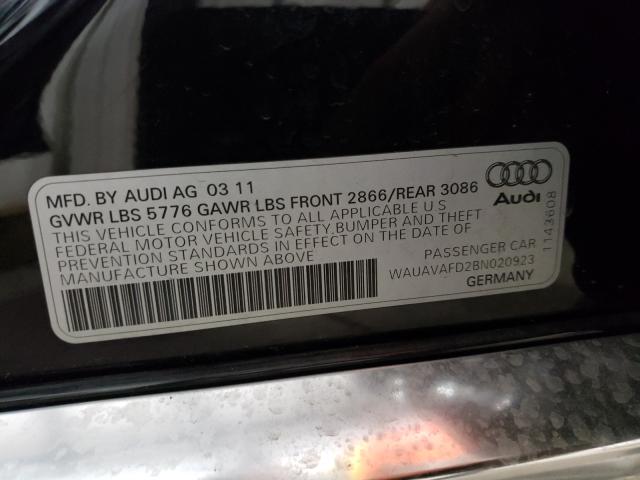 MFD. BY AUDI AG 03 11
GVWR LBS 5776 GAWR LBS FRONT 2866/REAR 3086
THIS VEHICLE CONFORMS TO ALL APPLICABLE U S
FEDERAL MOTOR VEHICLE SAFETY,BUMPER AND THEFT
PREVENTION STANDARDS IN EFFECT ON THE DATE OF
MANUFACTURE SHOWN ABOVE
PASSENGER CAR
WAUAVAFD2BN020923
GERMANY
Audi
1143608